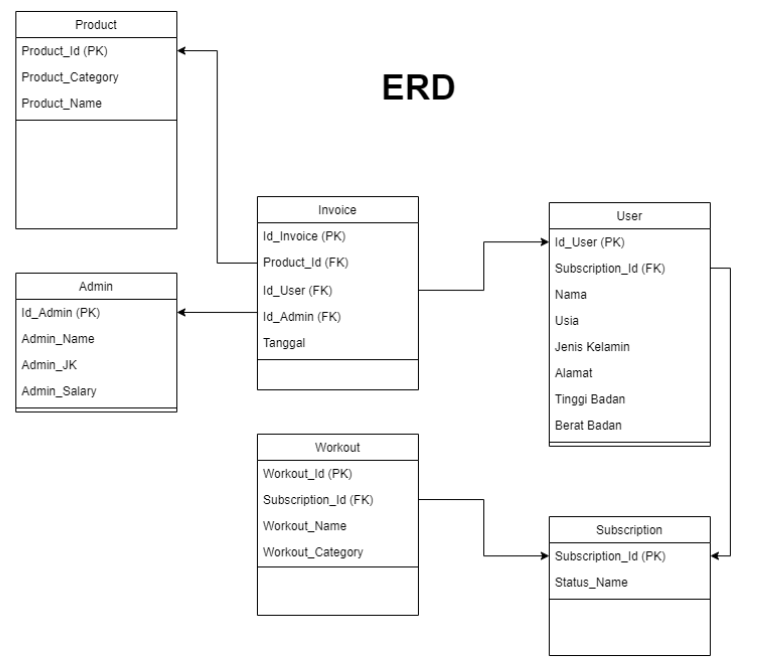 Product
Product_Id (PK)
Product_Category
Product_Name
ERD
Invoice
Id_Invoice (PK)
Product_Id (FK)
Id_User (FK)
Id_Admin (FK)
Tanggal
User
Id_User (PK)
Subscription_Id (FK)
Nama
Usia
Jenis Kelamin
Alamat
Tinggi Badan
Berat Badan
Admin
Id_Admin (PK)
Admin_Name
Admin_JK
Admin_Salary
Workout
Workout_Id (PK)
Subscription_Id (FK)
Workout_Name
Workout_Category
Subscription
Subscription_Id (PK)
Status_Name